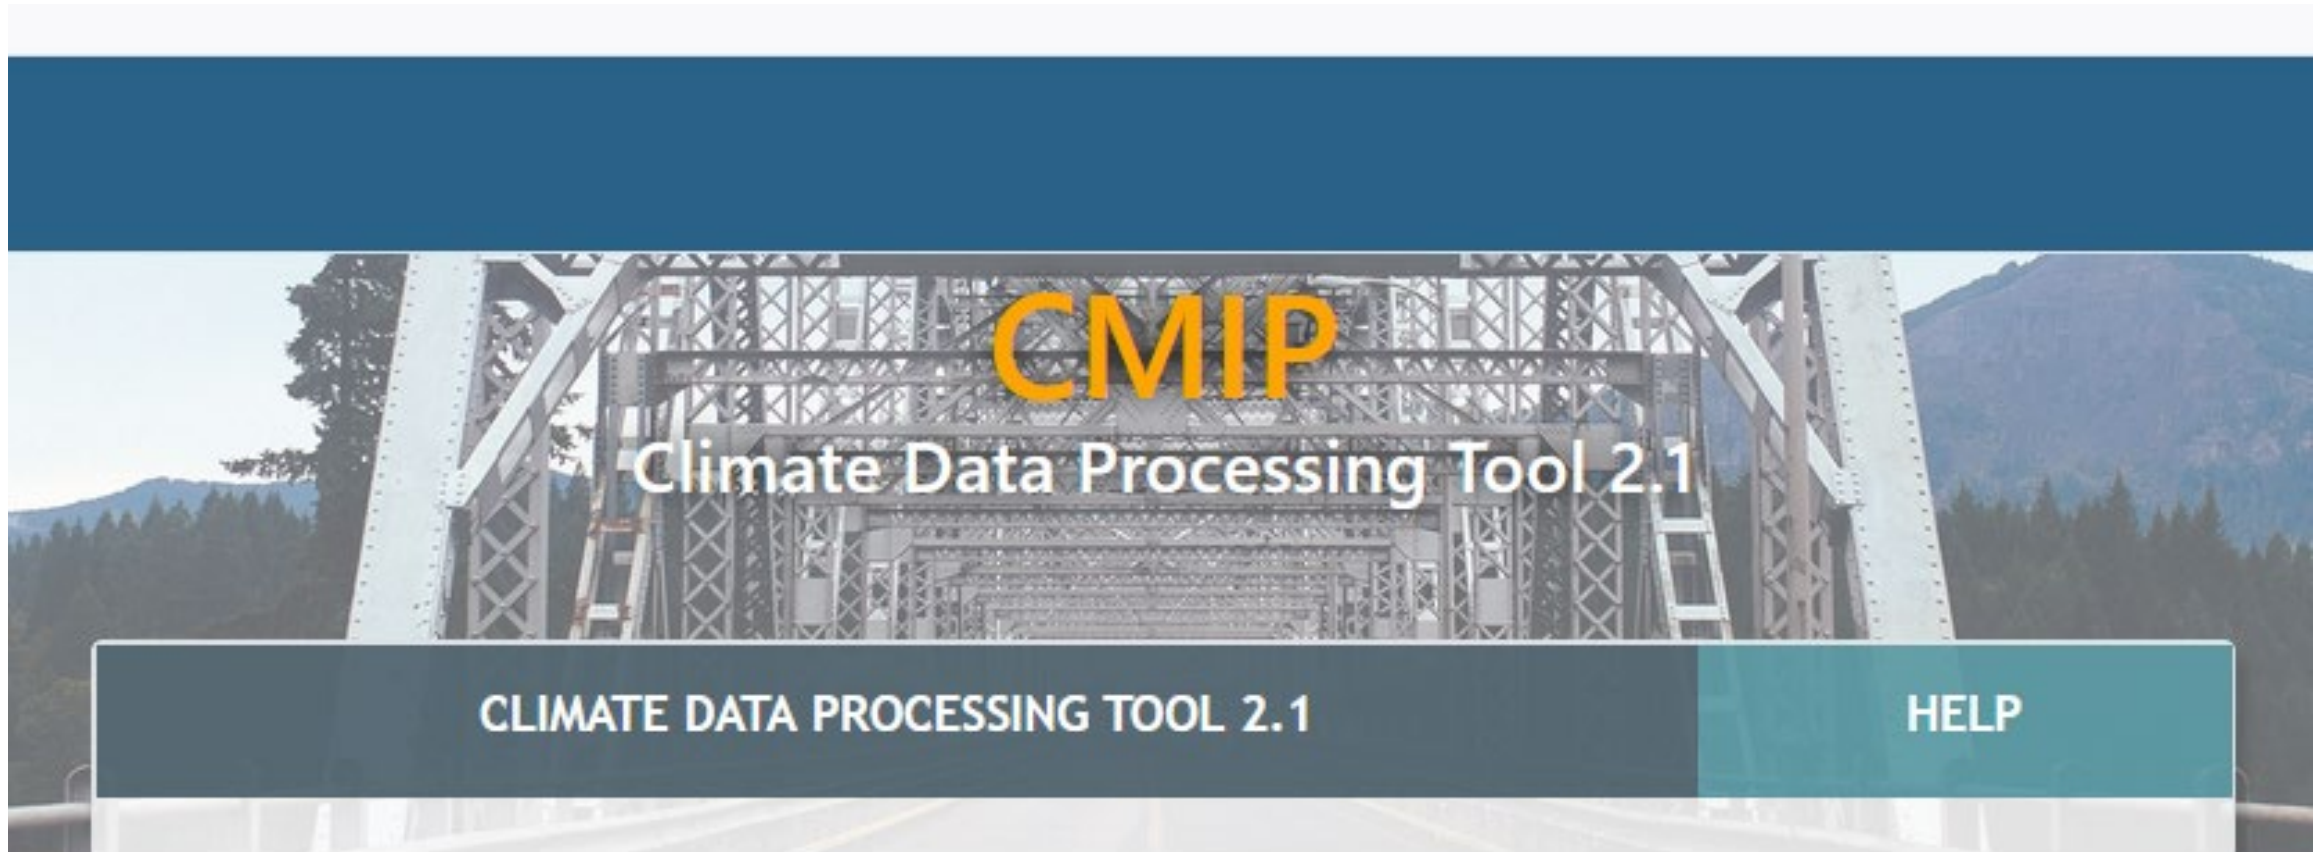 CMIP
Climate Data Processing Tool 2.1
CLIMATE DATA PROCESSING TOOL 2.1
HELP